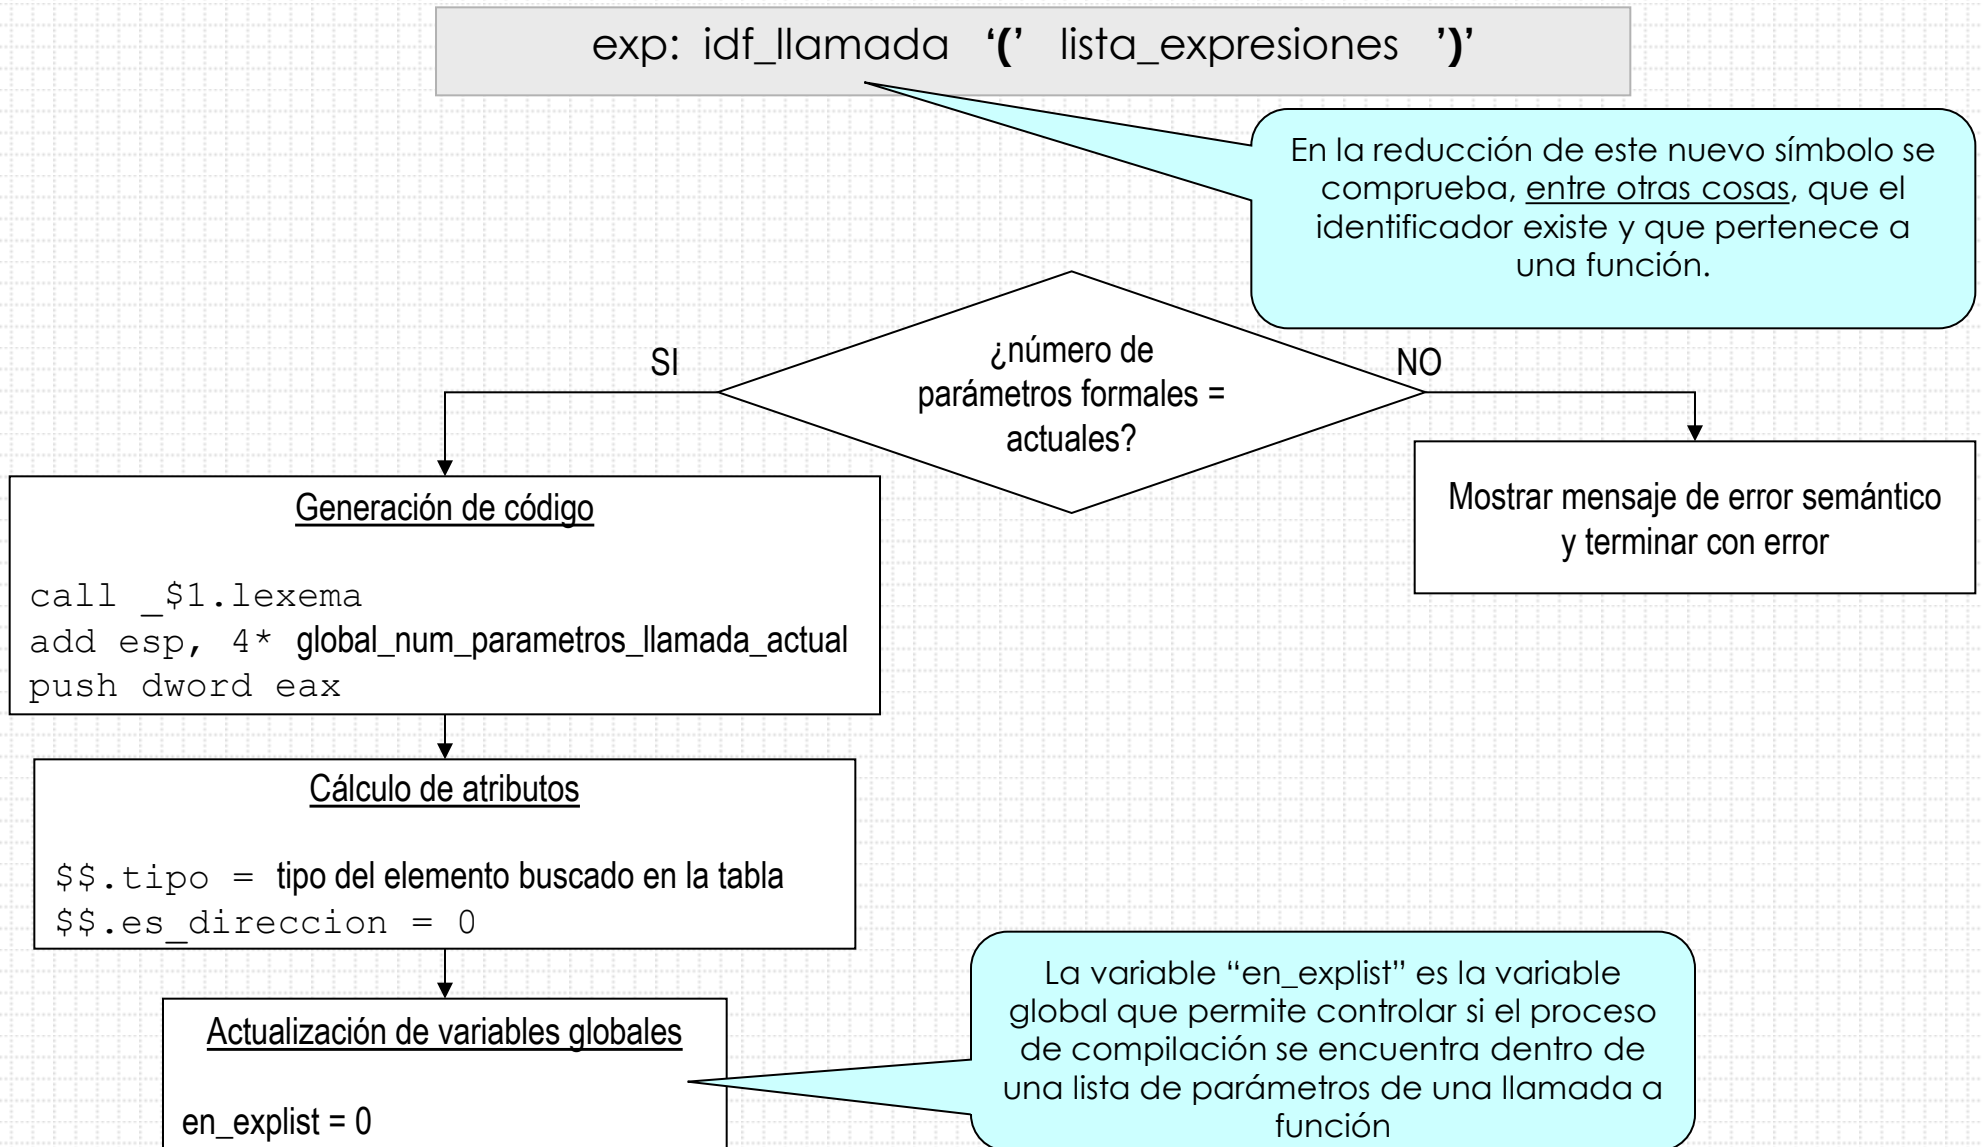 exp: idf_llamada ‘(’ lista_expresiones ’)’
En la reducción de este nuevo símbolo se
comprueba, entre otras cosas, que el
identificador existe y que pertenece a
una función.
SI
¿número de
parámetros formales =
actuales?
NO
Generación de código
call _$1.lexema
add esp, 4* global_num_parametros_llamada_actual
push dword eax
Mostrar mensaje de error semántico
y terminar con error
Cálculo de atributos
$$.tipo = tipo del elemento buscado en la tabla
$$.es_direccion = 0
Actualización de variables globales
en_explist = 0
La variable “en_explist” es la variable
global que permite controlar si el proceso
de compilación se encuentra dentro de
una lista de parámetros de una llamada a
función